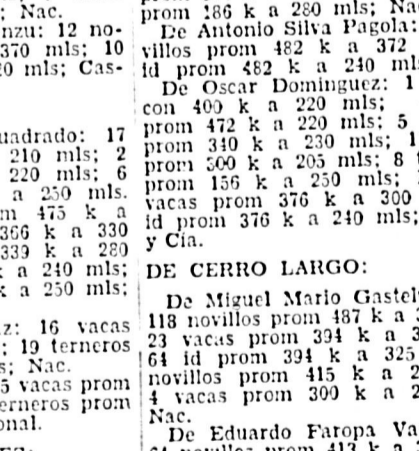 ; Nac.
nzu: 12 no-
370 mls; 10
0 mls; Cas-
uadrado: 17
210 mls; 2
220 mls; 6
a 250 mls.
m 475 k a
366 k a 330
339 k a 280
k a 240 mls;
k a 250 mls;
z: 16 vacas
; 19 terneros
s; Nac.
5 vacas prom
erneros prom
onal.
prom 186 k a 280 mls; Na
De Antonio Silva Pagola:
villos prom 482 k a 372
id prom 482 k a 240 mls
De Oscar Dominguez: 1
con 400 k a 220 mls;
prom 472 k a 220 mls; 5
prom 340 k a 230 mls; 1
prom 300 k a 205 mls; 8
prom 156 k a 250 mls;
vacas prom 376 k a 300
id prom 376 k a 240 mls;
y Cía.
DE CERRO LARGO:
De Miguel Mario Gastel
118 novillos prom 487 k a
23 vacas prom 394 k a 3
64 id prom 394 k a 325
novillos prom 415 k a 2
4 vacas prom 300 k a 2
Nac.
De Eduardo Faropa Va
prom 413 k a